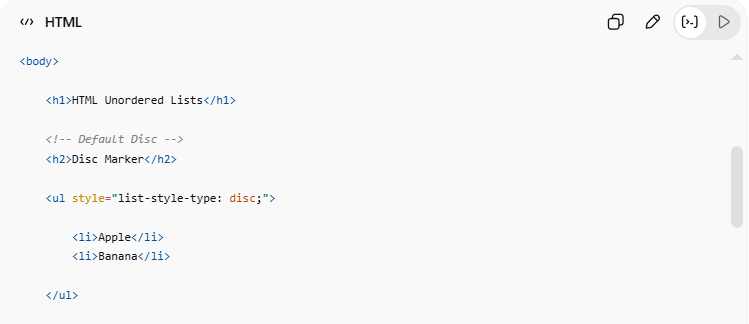 HTML
<body>
<h1>HTML Unordered Lists</h1>
<!-- Default Disc -->
<h2>Disc Marker</h2>
<ul style="list-style-type: disc;">
<li>Apple</li>
<li>Banana</li>
</ul>